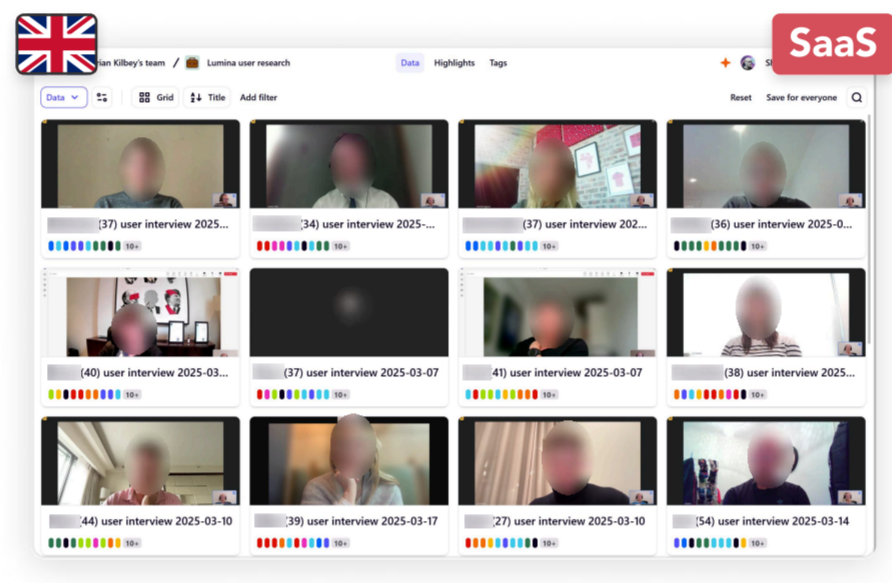 SaaS
rian Kilbey's team / Lumina user research
Data Highlights Tags
Data Grid Title Add filter
Reset Save for everyone
(37) user interview 2025...
(34) user interview 2025-...
(37) user interview 202...
(36) user interview 2025-0...
10+ 10+ 10+ 10+
(40) user interview 2025-03...
(37) user interview 2025-03-07
41) user interview 2025-03-07
(38) user interview 2025...
10+ 10+ 10+ 10+
(44) user interview 2025-03-10
(39) user interview 2025-03-17
(27) user interview 2025-03-10
(54) user interview 2025-03-14
10+ 10+ 10+ 10+